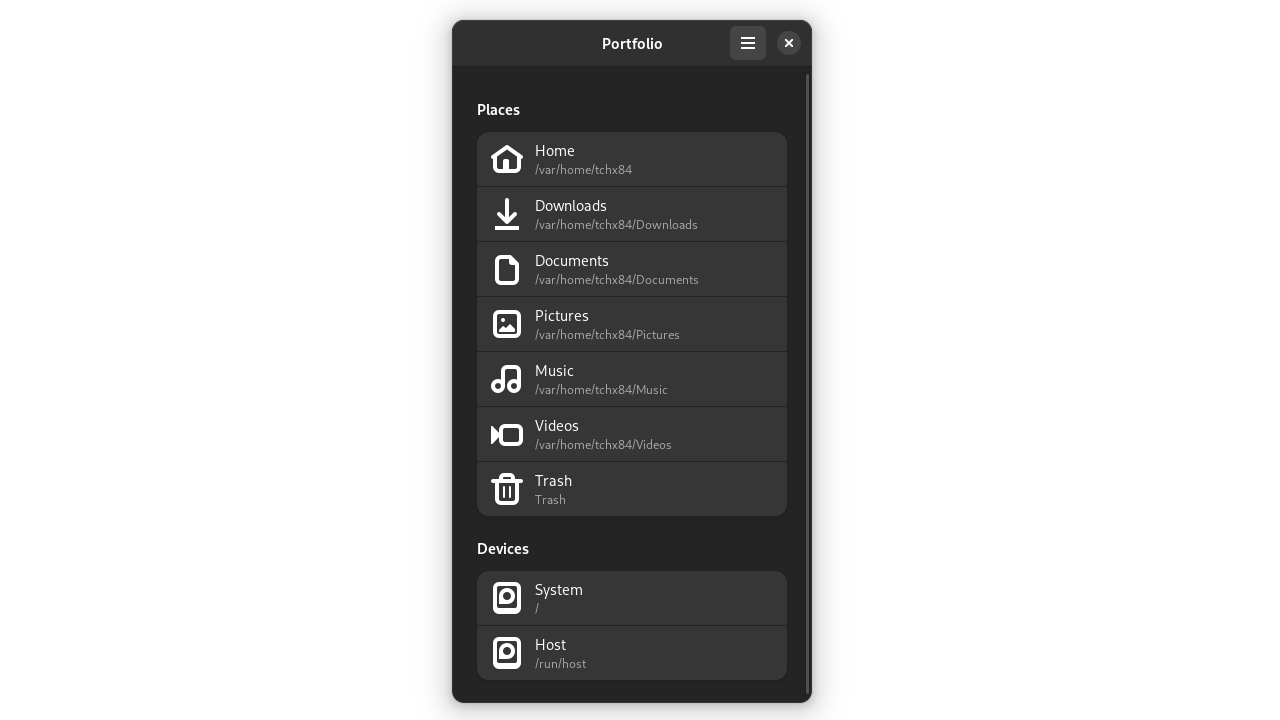 Portfolio
Places
Home
/var/home/tchx84
Downloads
/var/home/tchx84/Downloads
Documents
/var/home/tchx84/Documents
Pictures
/var/home/tchx84/Pictures
Music
/var/home/tchx84/Music
Videos
/var/home/tchx84/Videos
Trash
Trash
Devices
System
/
Host
/run/host